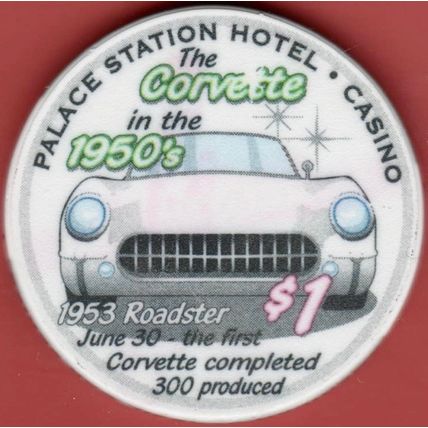 PALACE STATION HOTEL • CASINO
The
Corvette
in the
1950's
$1
1953 Roadster
June 30 - the first
Corvette completed
300 produced